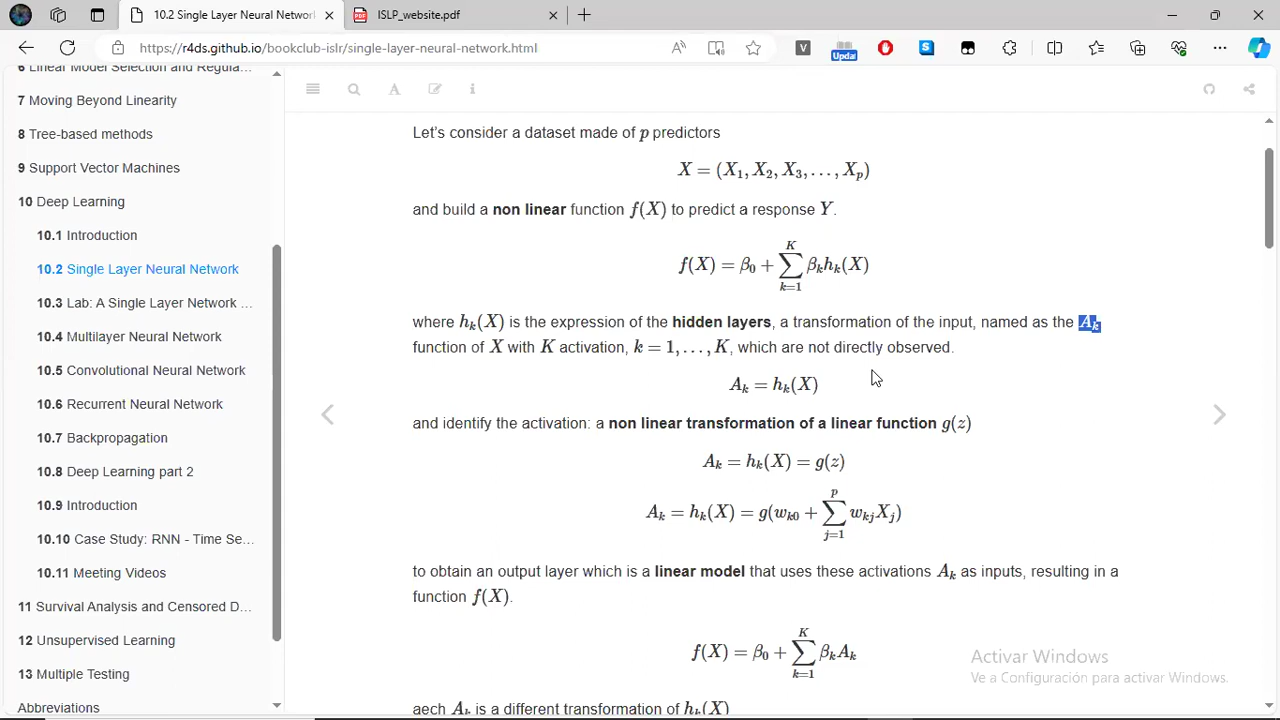 10.2 Single Layer Neural Networ
ISLP_website.pdf
https://r4ds.github.io/bookclub-islr/single-layer-neural-network.html
V
Updat
S
6 Linear Model Selection and Regula...
7 Moving Beyond Linearity
8 Tree-based methods
9 Support Vector Machines
10 Deep Learning
10.1 Introduction
10.2 Single Layer Neural Network
10.3 Lab: A Single Layer Network ...
10.4 Multilayer Neural Network
10.5 Convolutional Neural Network
10.6 Recurrent Neural Network
10.7 Backpropagation
10.8 Deep Learning part 2
10.9 Introduction
10.10 Case Study: RNN - Time Se...
10.11 Meeting Videos
11 Survival Analysis and Censored D...
12 Unsupervised Learning
13 Multiple Testing
Abbreviations
Let's consider a dataset made of p predictors
X = (X₁, X₂, X₃, ..., Xₚ)
and build a non linear function f(X) to predict a response Y.
f(X) = β₀ + ∑_{k=1}^{K} βₖhₖ(X)
where hₖ(X) is the expression of the hidden layers, a transformation of the input, named as the Aₖ
function of X with K activation, k = 1, ..., K, which are not directly observed.
Aₖ = hₖ(X)
and identify the activation: a non linear transformation of a linear function g(z)
Aₖ = hₖ(X) = g(z)
Aₖ = hₖ(X) = g(w_{k0} + ∑_{j=1}^{p} w_{kj}X_j)
to obtain an output layer which is a linear model that uses these activations Aₖ as inputs, resulting in a
function f(X).
f(X) = β₀ + ∑_{k=1}^{K} βₖAₖ
aech Aₖ is a different transformation of hₖ(X)
Activar Windows
Ve a Configuración para activar Windows.